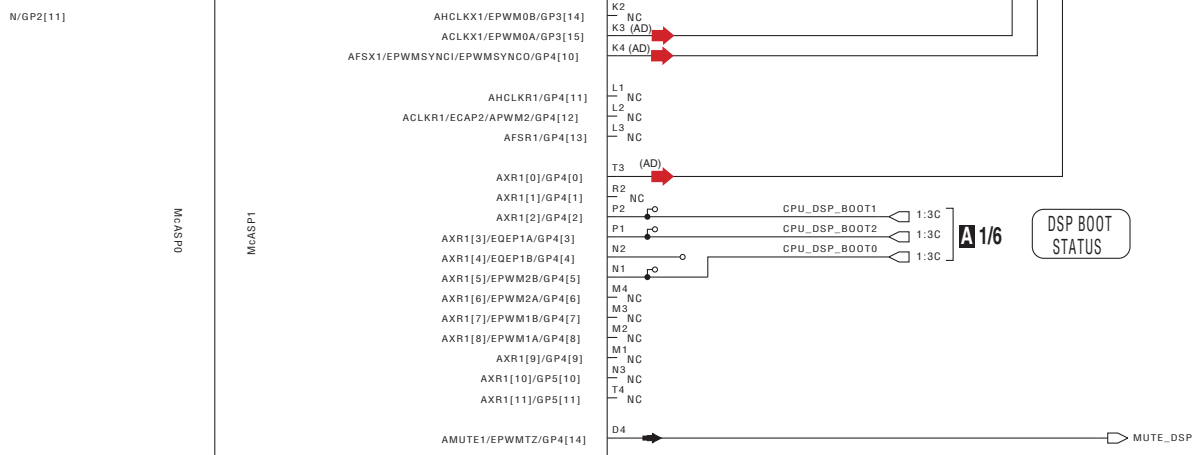 N/GP2[11]
AHCLKX1/EPWM0B/GP3[14] K2 NC
ACLKX1/EPWM0A/GP3[15] K3 (AD)
AFSX1/EPWMSYNCI/EPWMSYNCO/GP4[10] K4 (AD)
AHCLKR1/GP4[11] L1 NC
ACLKR1/ECAP2/APWM2/GP4[12] L2 NC
AFSR1/GP4[13] L3 NC
AXR1[0]/GP4[0] T3 (AD)
AXR1[1]/GP4[1] R2 NC
AXR1[2]/GP4[2] P2 CPU_DSP_BOOT1 1:3C
AXR1[3]/EQEP1A/GP4[3] P1 CPU_DSP_BOOT2 1:3C
AXR1[4]/EQEP1B/GP4[4] N2 CPU_DSP_BOOT0 1:3C
AXR1[5]/EPWM2B/GP4[5] N1
A 1/6
DSP BOOT
STATUS
McASP0
McASP1
AXR1[6]/EPWM2A/GP4[6] M4 NC
AXR1[7]/EPWM1B/GP4[7] M3 NC
AXR1[8]/EPWM1A/GP4[8] M2 NC
AXR1[9]/GP4[9] M1 NC
AXR1[10]/GP5[10] N3 NC
AXR1[11]/GP5[11] T4 NC
AMUTE1/EPWMTZ/GP4[14] D4 MUTE_DSP